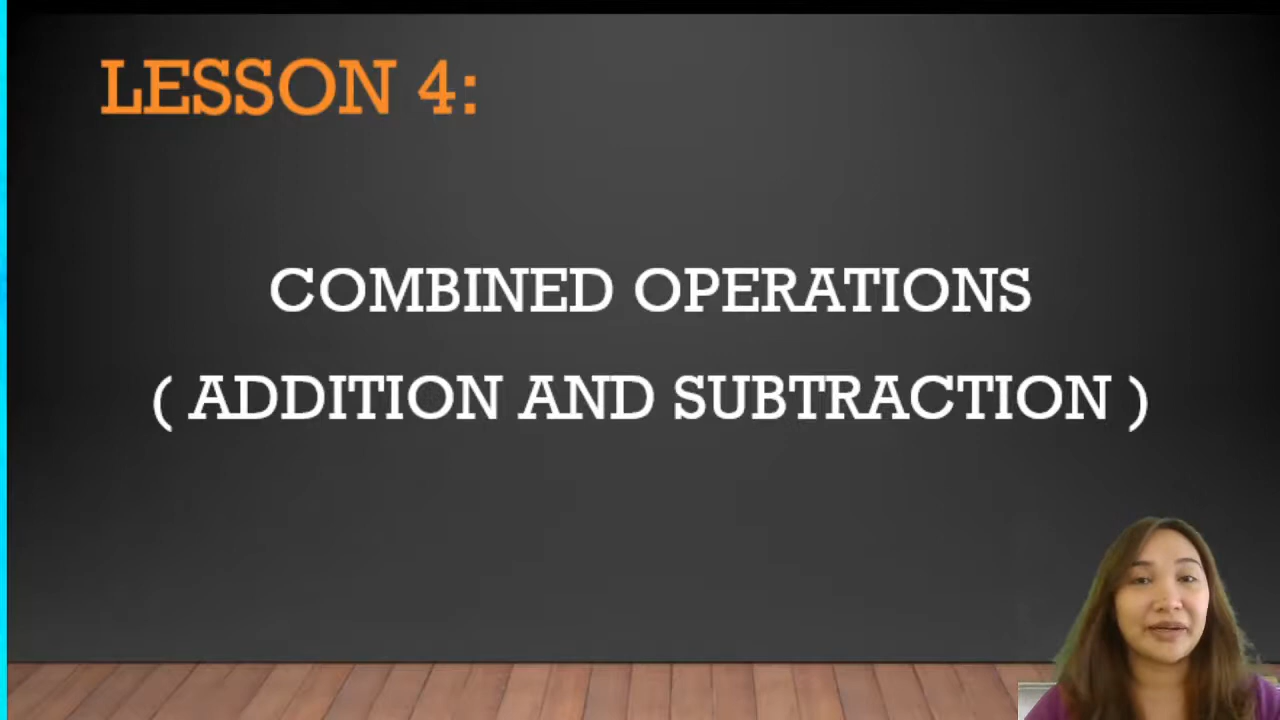 LESSON 4:
COMBINED OPERATIONS
( ADDITION AND SUBTRACTION )